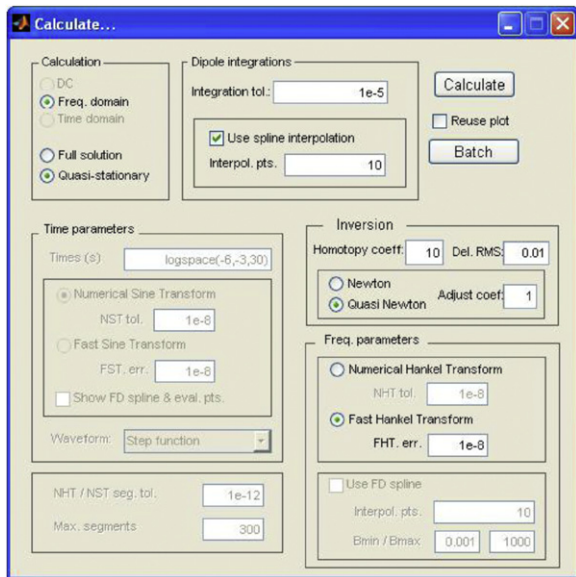 Calculate...
Calculation
DC
Freq. domain
Time domain
Full solution
Quasi-stationary
Dipole integrations
Integration tol.: 1e-5
Use spline interpolation
Interpol. pts. 10
Calculate
Reuse plot
Batch
Time parameters
Times (s) logspace(-6,-3,30)
Numerical Sine Transform
NST tol. 1e-8
Fast Sine Transform
FST. err. 1e-8
Show FD spline & eval. pts.
Waveform: Step function
NHT / NST seg. tol. 1e-12
Max. segments 300
Inversion
Homotopy coeff: 10 Del. RMS: 0.01
Newton
Quasi Newton
Adjust coef: 1
Freq. parameters
Numerical Hankel Transform
NHT tol. 1e-8
Fast Hankel Transform
FHT. err. 1e-8
Use FD spline
Interpol. pts. 10
Bmin / Bmax 0.001 1000